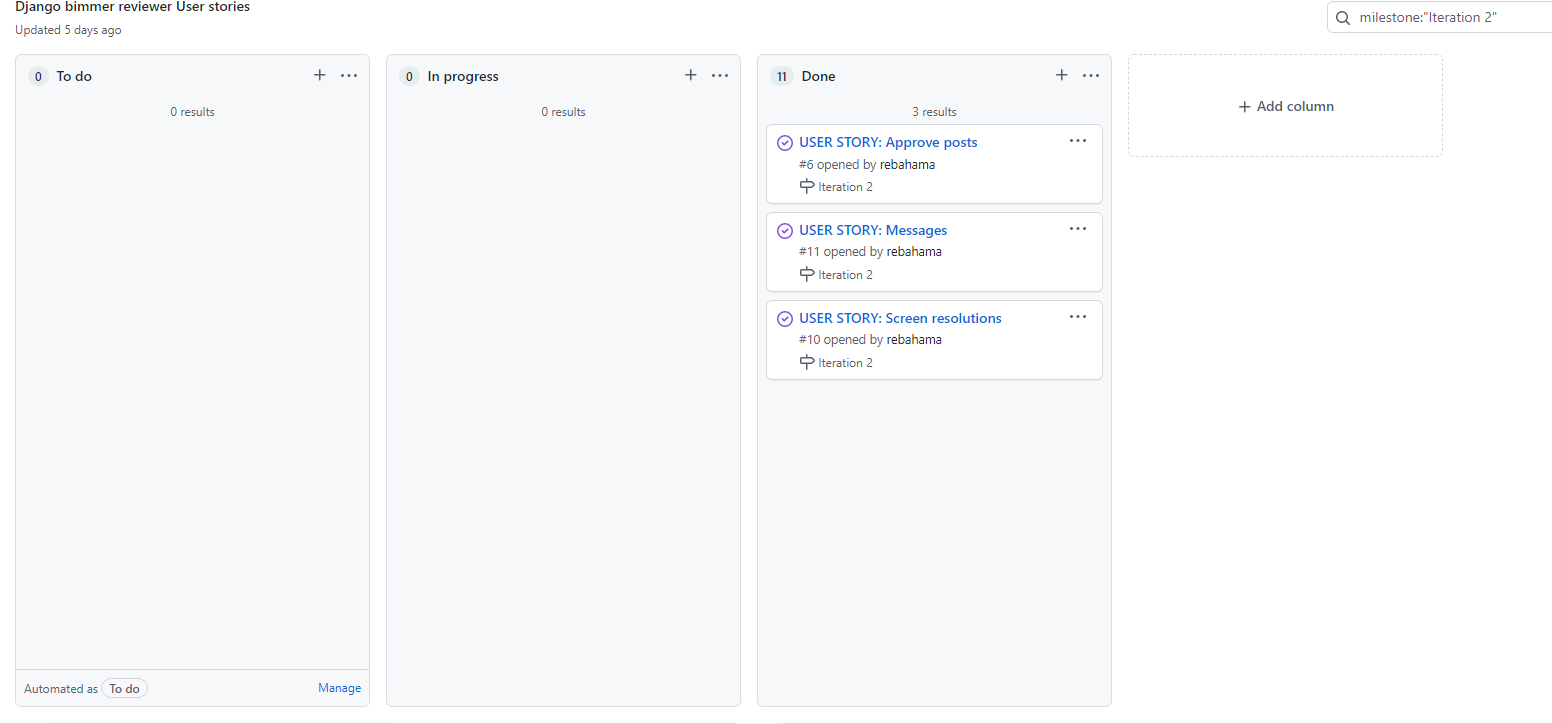 Django bimmer reviewer User stories
Updated 5 days ago
milestone:"Iteration 2"
0 To do
0 results
Automated as To do Manage
0 In progress
0 results
11 Done
3 results
USER STORY: Approve posts
#6 opened by rebahama
Iteration 2
USER STORY: Messages
#11 opened by rebahama
Iteration 2
USER STORY: Screen resolutions
#10 opened by rebahama
Iteration 2
Add column